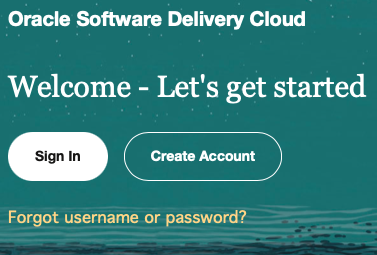 Oracle Software Delivery Cloud
Welcome - Let's get started
Sign In
Create Account
Forgot username or password?